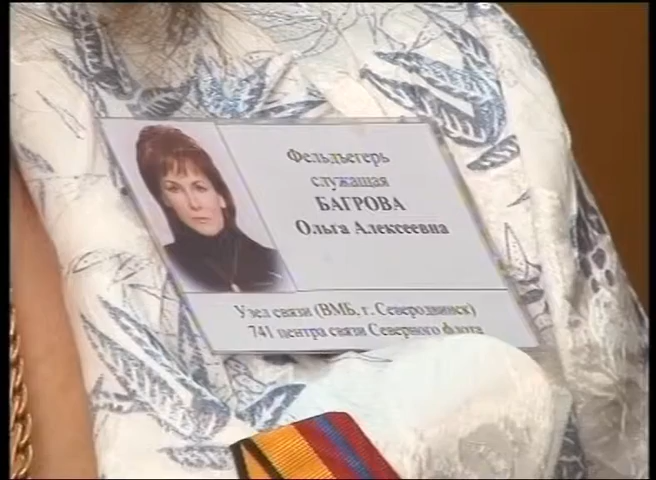 Фельдъегерь
служащая
БАГРОВА
Ольга Алексеевна
Узел связи (ВМБ, г. Северодвинск)
741 центра связи Северного флота